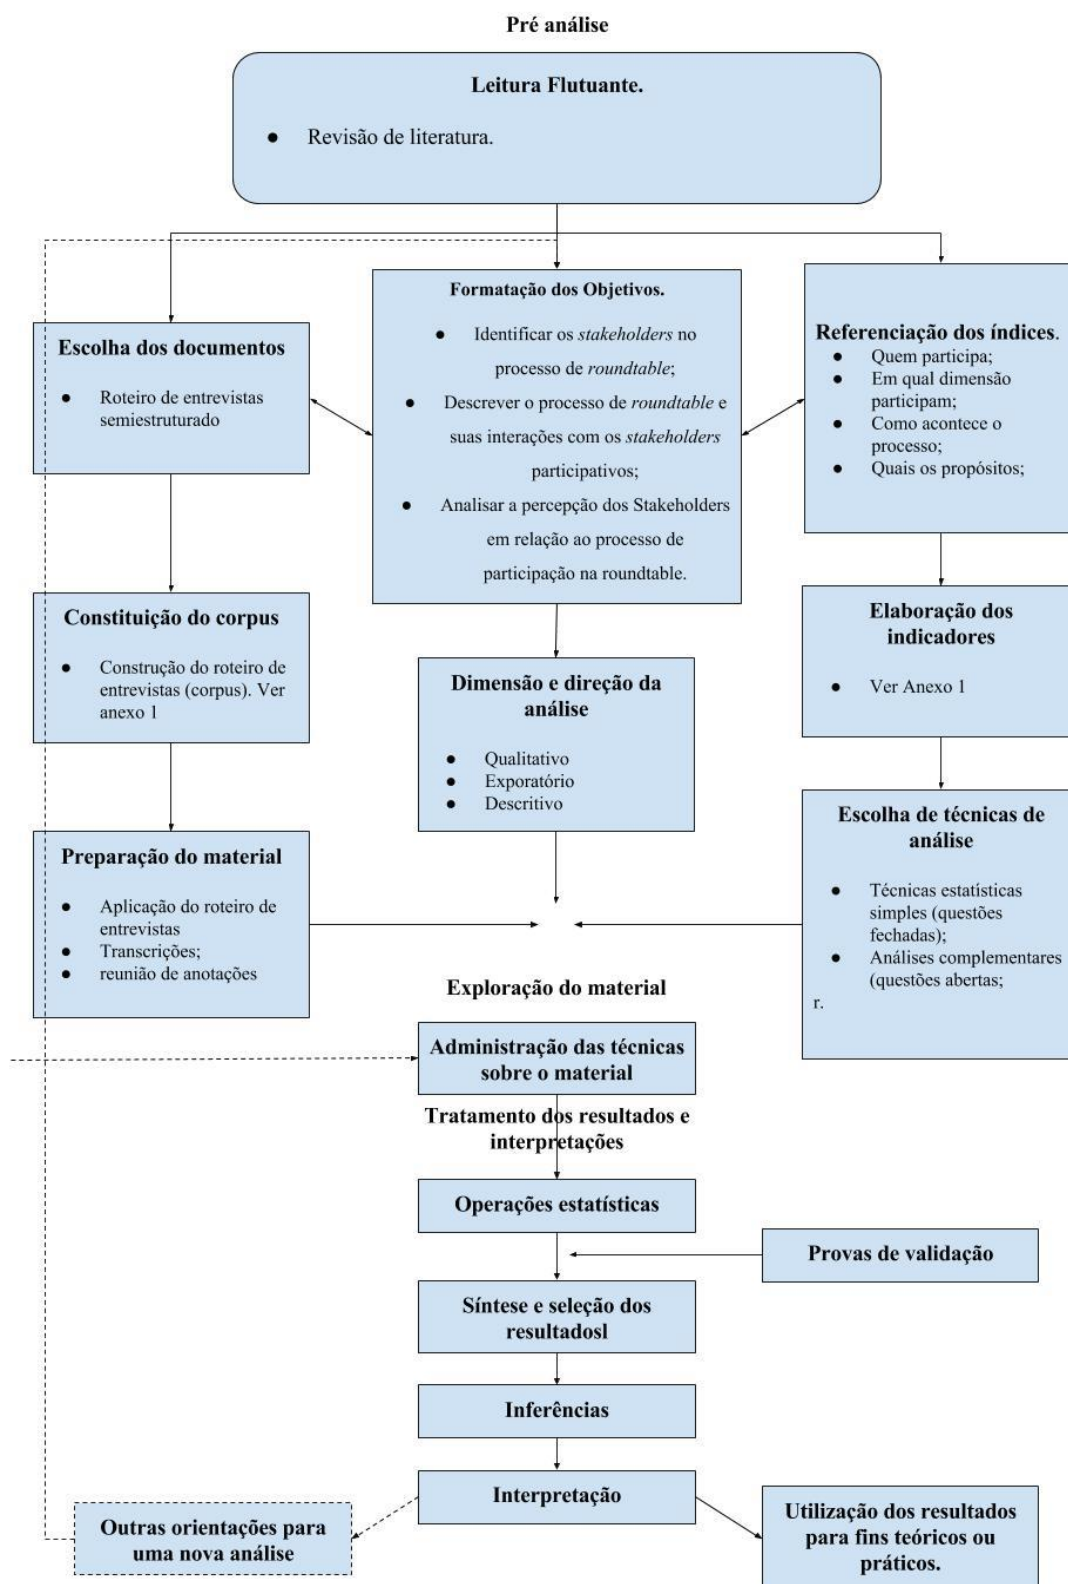 Pré análise
Leitura Flutuante.
● Revisão de literatura.
Formatação dos Objetivos.
● Identificar os stakeholders no
processo de roundtable;
● Descrever o processo de roundtable e
suas interações com os stakeholders
participativos;
● Analisar a percepção dos Stakeholders
em relação ao processo de
participação na roundtable.
Escolha dos documentos
● Roteiro de entrevistas
semiestruturado
Referenciação dos índices.
● Quem participa;
● Em qual dimensão
participam;
● Como acontece o
processo;
● Quais os propósitos;
Constituição do corpus
● Construção do roteiro de
entrevistas (corpus). Ver
anexo 1
Dimensão e direção da
análise
● Qualitativo
● Exporatório
● Descritivo
Elaboração dos
indicadores
● Ver Anexo 1
Preparação do material
● Aplicação do roteiro de
entrevistas
● Transcrições;
● reunião de anotações
Escolha de técnicas de
análise
● Técnicas estatísticas
simples (questões
fechadas);
● Análises complementares
(questões abertas;
r.
Exploração do material
Administração das técnicas
sobre o material
Tratamento dos resultados e
interpretações
Operações estatísticas
Provas de validação
Síntese e seleção dos
resultadosl
Inferências
Interpretação
Outras orientações para
uma nova análise
Utilização dos resultados
para fins teóricos ou
práticos.